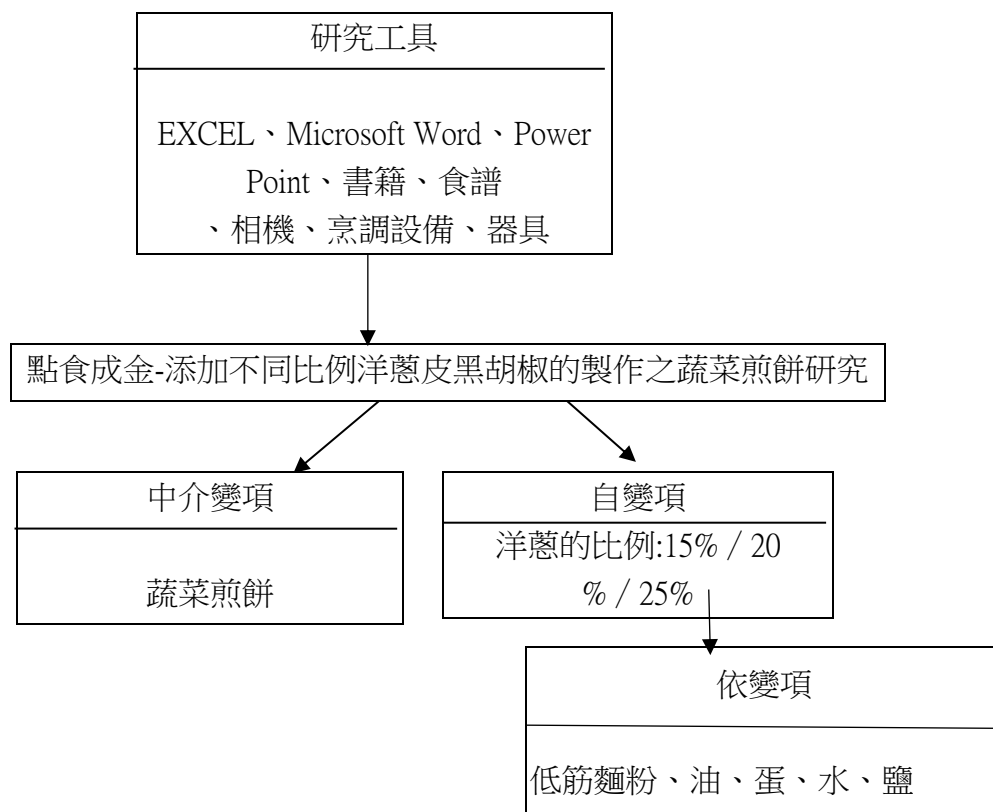 研究工具
EXCEL、Microsoft Word、Power
Point、書籍、食譜
、相機、烹調設備、器具
點食成金-添加不同比例洋蔥皮黑胡椒的製作之蔬菜煎餅研究
中介變項
蔬菜煎餅
自變項
洋蔥的比例:15% / 20
% / 25%
依變項
低筋麵粉、油、蛋、水、鹽